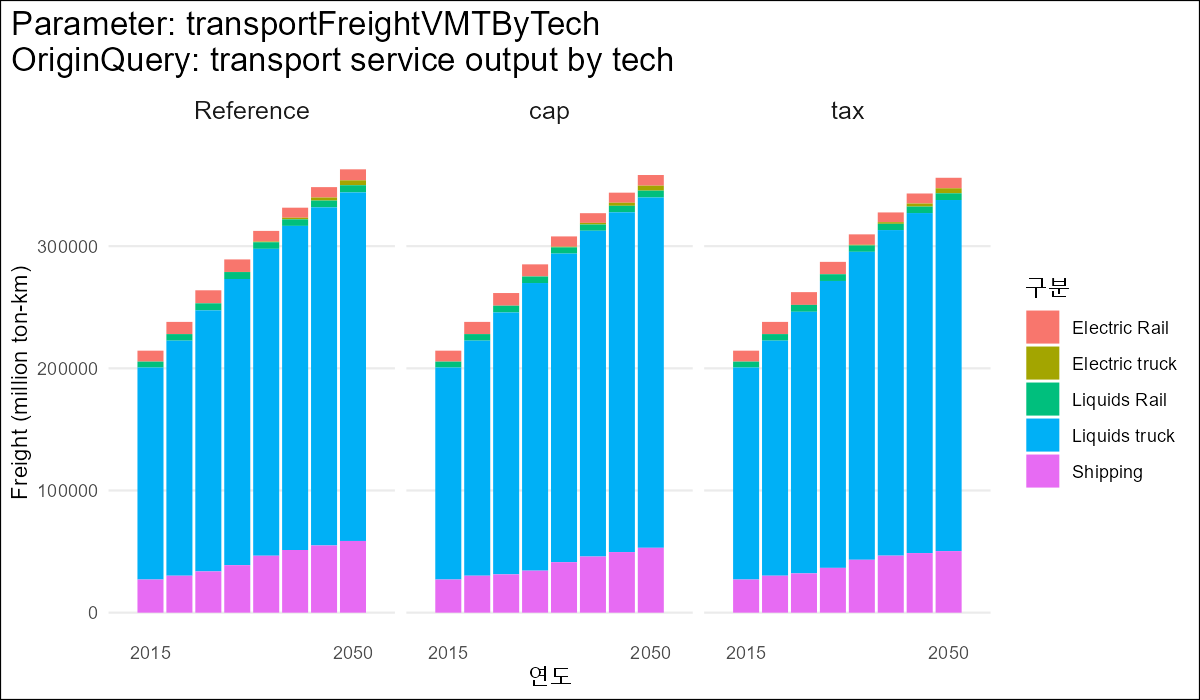 Parameter: transportFreightVMTByTech
OriginQuery: transport service output by tech
Reference
cap
tax
Freight (million ton-km)
300000
200000
100000
0
2015
2050
2015
2050
2015
2050
연도
구분
Electric Rail
Electric truck
Liquids Rail
Liquids truck
Shipping